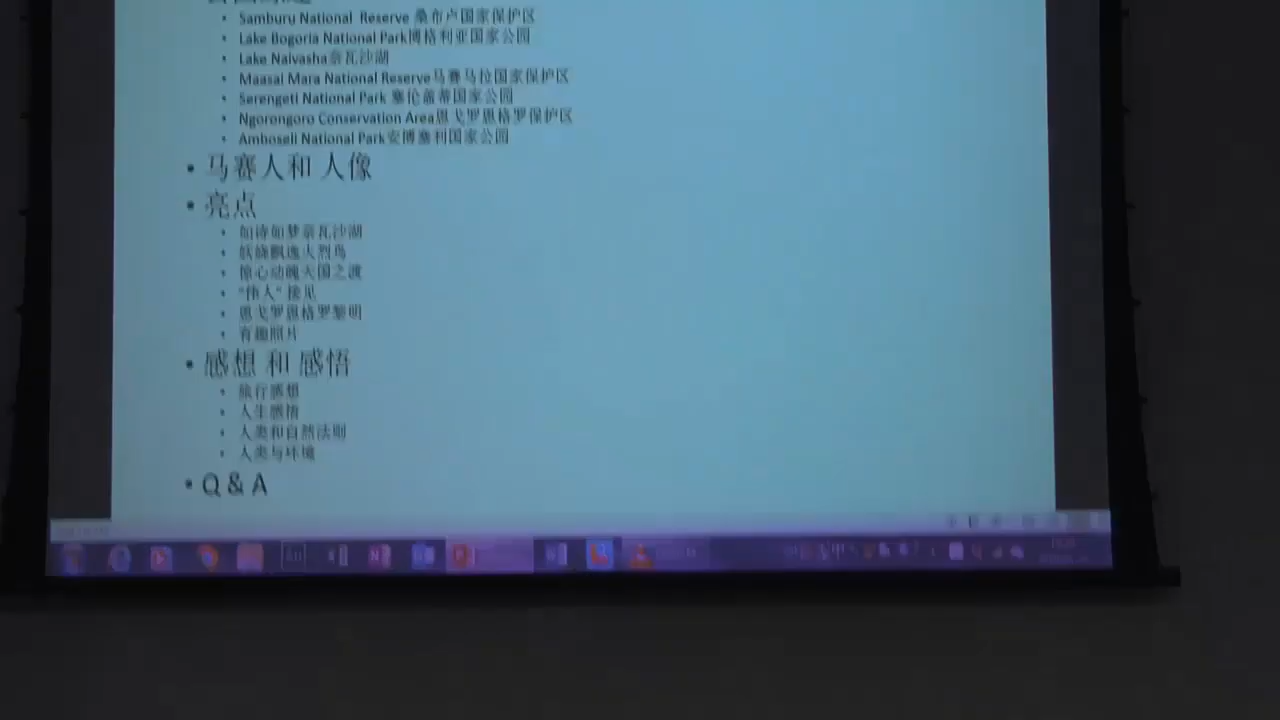 Samburu National Reserve 桑布卢国家保护区
Lake Bogoria National Park博格利亚国家公园
Lake Naivasha奈瓦沙湖
Maasai Mara National Reserve马赛马拉国家保护区
Serengeti National Park 塞伦盖蒂国家公园
Ngorongoro Conservation Area恩戈罗恩格罗保护区
Amboseli National Park安博塞利国家公园
马赛人和 人像
亮点
如诗如梦奈瓦沙湖
妖娆飘逸火烈鸟
惊心动魄天国之渡
"伟人" 接见
恩戈罗恩格罗黎明
有趣照片
感想 和 感悟
旅行感想
人生感悟
人类和自然法则
人类与环境
Q & A